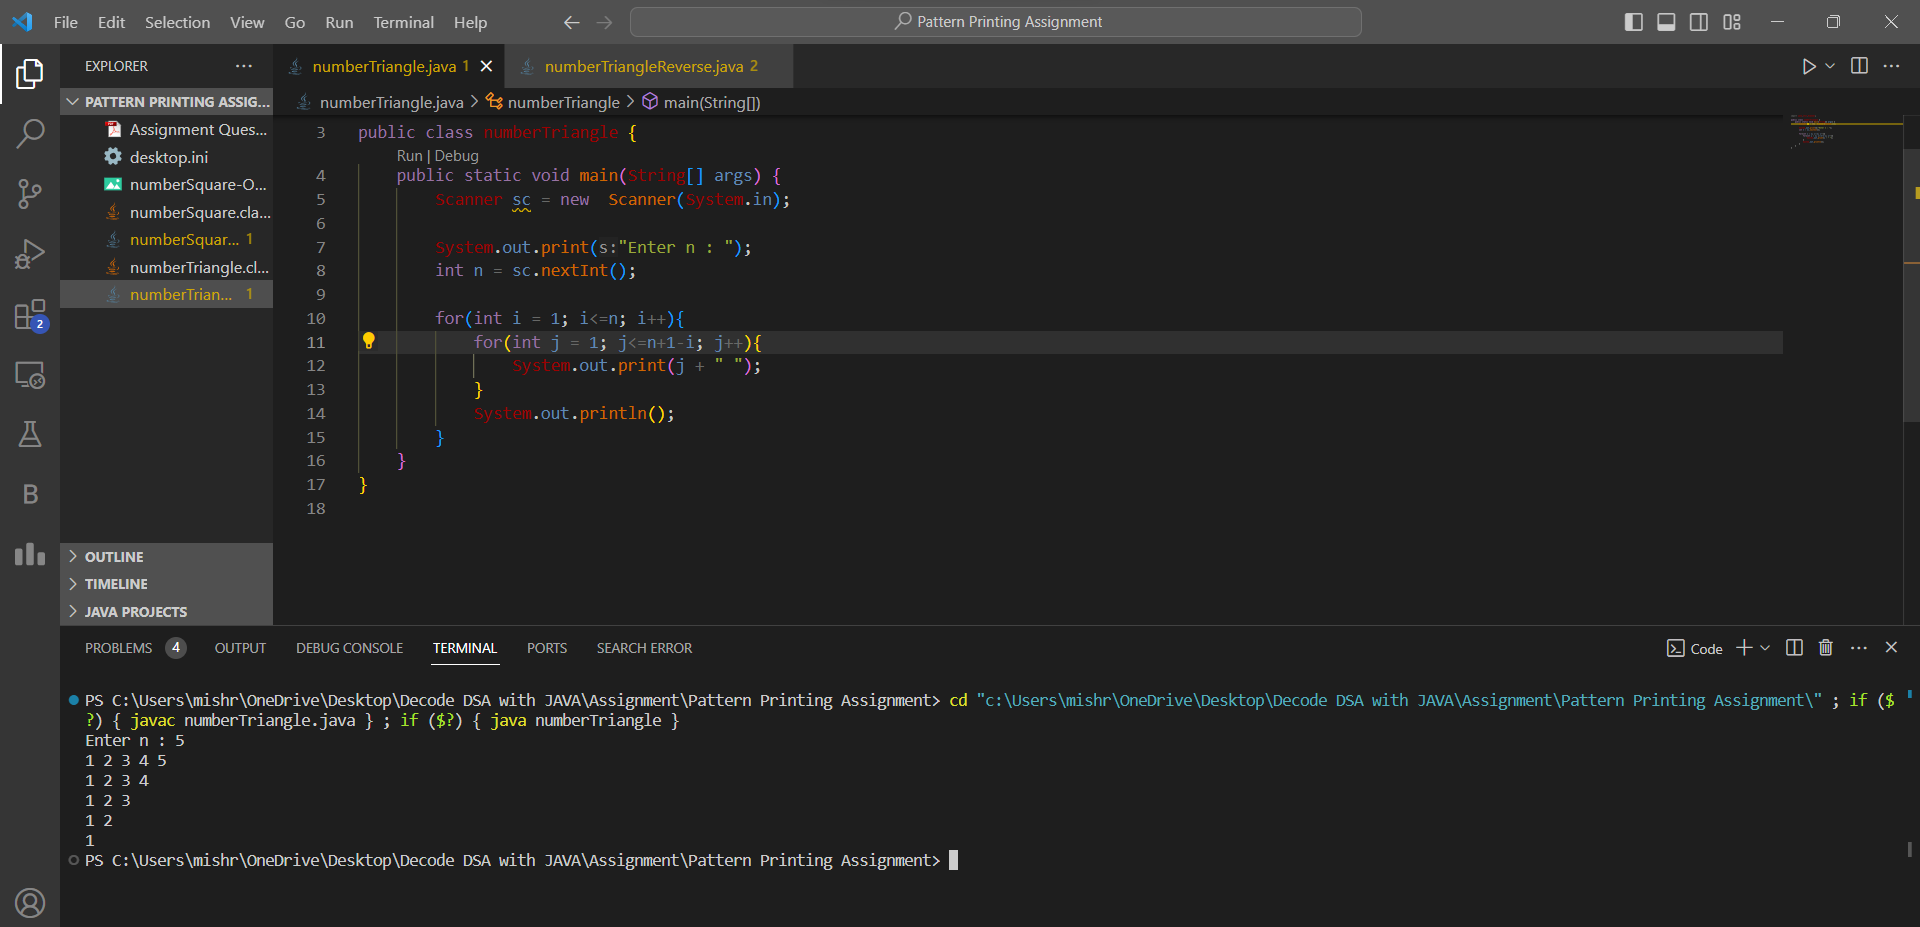 File Edit Selection View Go Run Terminal Help
Pattern Printing Assignment
EXPLORER
PATTERN PRINTING ASSIG...
Assignment Ques...
desktop.ini
numberSquare-O...
numberSquare.cla...
numberSquar... 1
numberTriangle.cl...
numberTrian... 1
OUTLINE
TIMELINE
JAVA PROJECTS
2
B
numberTriangle.java 1
numberTriangleReverse.java 2
numberTriangle.java > numberTriangle > main(String[])
3 public class numberTriangle {
Run | Debug
4 public static void main(String[] args) {
5 Scanner sc = new  Scanner(System.in);
6
7 System.out.print(s:"Enter n : ");
8 int n = sc.nextInt();
9
10 for(int i = 1; i<=n; i++){
11 for(int j = 1; j<=n+1-i; j++){
12 System.out.print(j + " ");
13 }
14 System.out.println();
15 }
16 }
17 }
18
PROBLEMS 4 OUTPUT DEBUG CONSOLE TERMINAL PORTS SEARCH ERROR
Code
PS C:\Users\mishr\OneDrive\Desktop\Decode DSA with JAVA\Assignment\Pattern Printing Assignment> cd "c:\Users\mishr\OneDrive\Desktop\Decode DSA with JAVA\Assignment\Pattern Printing Assignment\" ; if ($
?) { javac numberTriangle.java } ; if ($?) { java numberTriangle }
Enter n : 5
1 2 3 4 5
1 2 3 4
1 2 3
1 2
1
PS C:\Users\mishr\OneDrive\Desktop\Decode DSA with JAVA\Assignment\Pattern Printing Assignment>